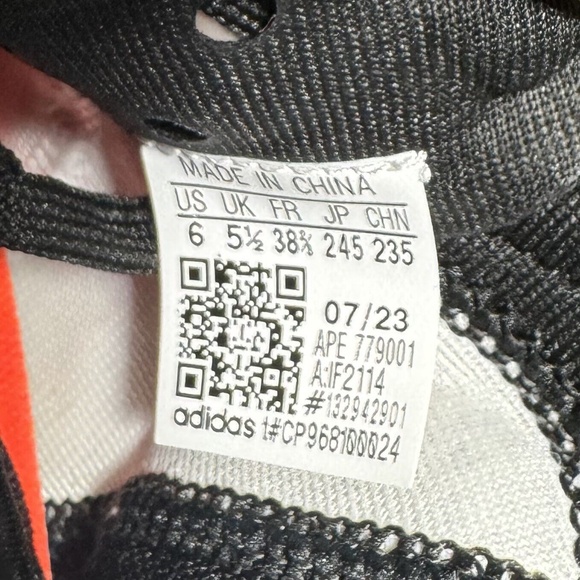 MADE IN CHINA
US UK FR JP CHN
6 5½ 38⅔ 245 235
07/23
APE 779001
A:IF2114
#132942901
adidas t#CP968100024